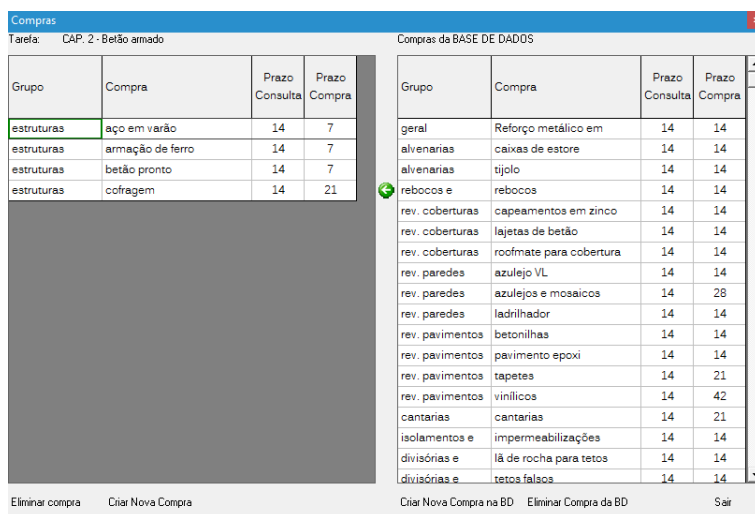 Compras
Tarefa: CAP. 2 - Betão armado
Compras da BASE DE DADOS
Grupo Compra Prazo Consulta Prazo Compra
estruturas aço em varão 14 7
estruturas armação de ferro 14 7
estruturas betão pronto 14 7
estruturas cofragem 14 21
Grupo Compra Prazo Consulta Prazo Compra
geral Reforço metálico em 14 14
alvenarias caixas de estore 14 14
alvenarias tijolo 14 14
rebocos e rebocos 14 14
rev. coberturas capeamentos em zinco 14 14
rev. coberturas lajetas de betão 14 14
rev. coberturas roofmate para cobertura 14 14
rev. paredes azulejo VL 14 14
rev. paredes azulejos e mosaicos 14 28
rev. paredes ladrilhador 14 14
rev. pavimentos betonilhas 14 14
rev. pavimentos pavimento epoxi 14 14
rev. pavimentos tapetes 14 21
rev. pavimentos vinílicos 14 42
cantarias cantarias 14 21
isolamentos e impermeabilizações 14 14
divisórias e lã de rocha para tetos 14 14
divisórias e tetos falsos 14 14
Eliminar compra Criar Nova Compra
Criar Nova Compra na BD Eliminar Compra da BD Sair